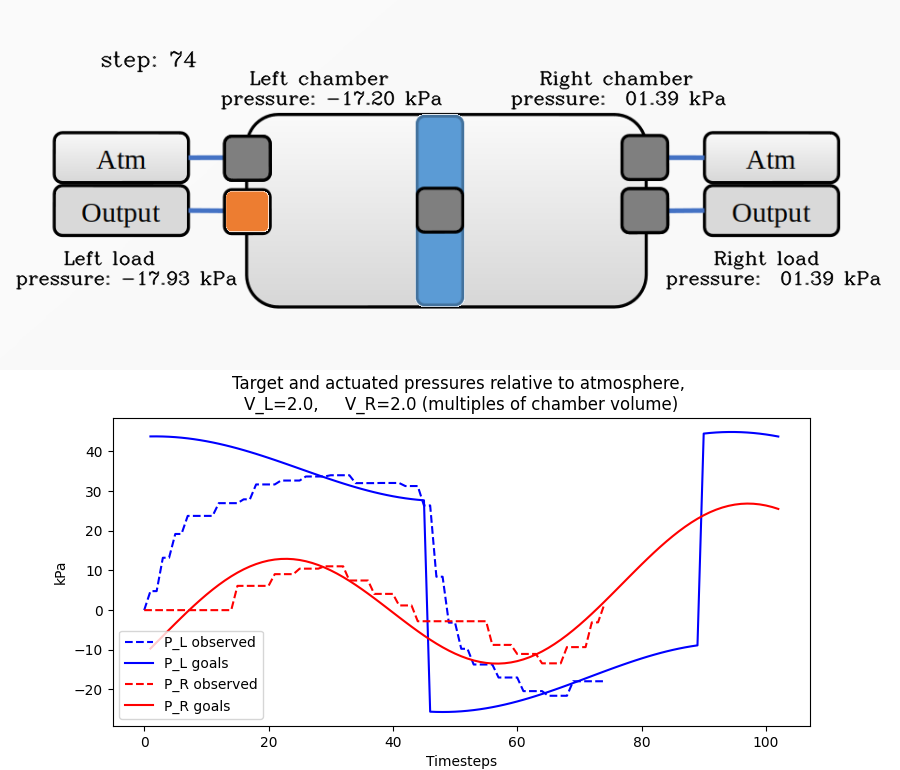 step: 74
Left chamber
pressure: −17.20 kPa
Right chamber
pressure: 01.39 kPa
Atm
Output
Atm
Output
Left load
pressure: −17.93 kPa
Right load
pressure: 01.39 kPa
Target and actuated pressures relative to atmosphere,
V_L=2.0, V_R=2.0 (multiples of chamber volume)
kPa
40
30
20
10
0
−10
−20
P_L observed
P_L goals
P_R observed
P_R goals
0 20 40 60 80 100
Timesteps